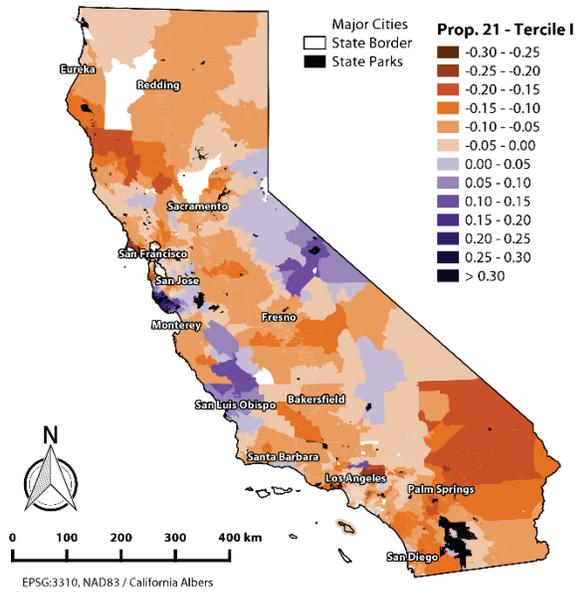 Major Cities
State Border
State Parks
Prop. 21 - Tercile I
-0.30 - -0.25
-0.25 - -0.20
-0.20 - -0.15
-0.15 - -0.10
-0.10 - -0.05
-0.05 - 0.00
0.00 - 0.05
0.05 - 0.10
0.10 - 0.15
0.15 - 0.20
0.20 - 0.25
0.25 - 0.30
> 0.30
Eureka
Redding
Sacramento
San Francisco
San Jose
Monterey
Fresno
San Luis Obispo
Bakersfield
Santa Barbara
Los Angeles
Palm Springs
San Diego
N
0 100 200 300 400 km
EPSG:3310, NAD83 / California Albers